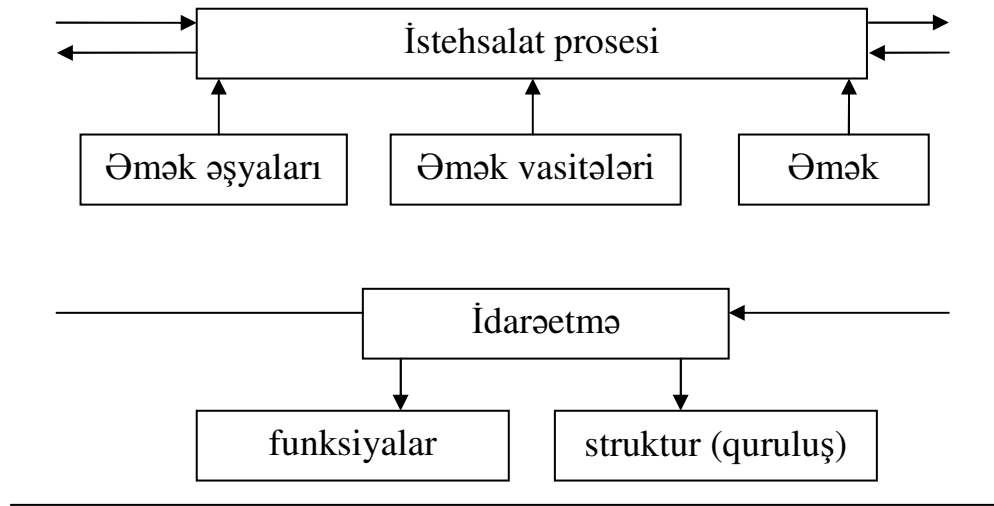 İstehsalat prosesi
Əmək əşyaları
Əmək vasitələri
Əmək
İdarəetmə
funksiyalar
struktur (quruluş)